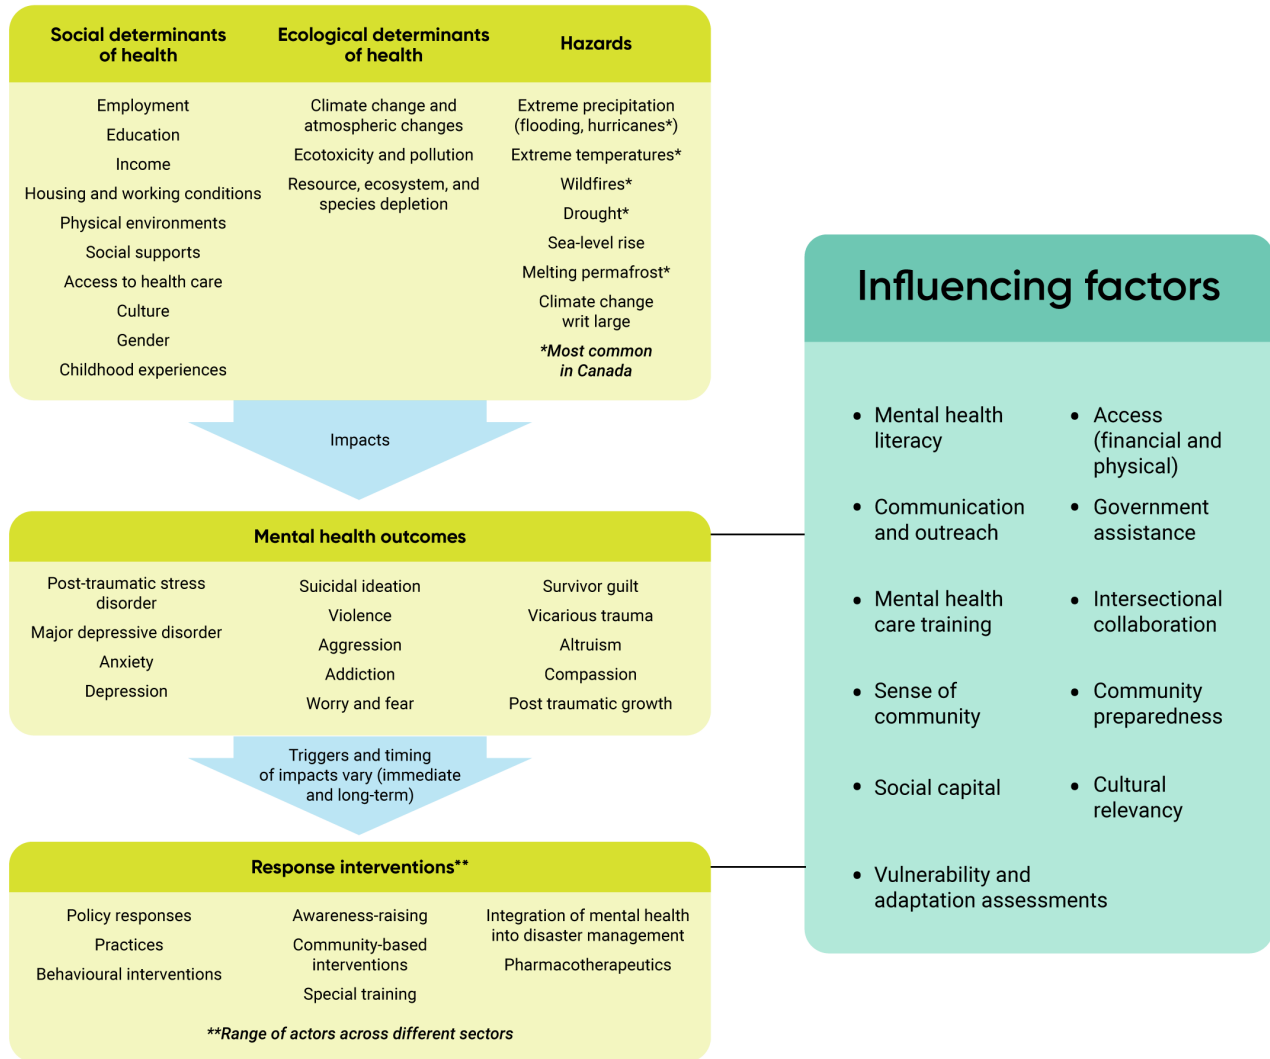 Social determinants
of health
Employment
Education
Income
Housing and working conditions
Physical environments
Social supports
Access to health care
Culture
Gender
Childhood experiences
Ecological determinants
of health
Climate change and
atmospheric changes
Ecotoxicity and pollution
Resource, ecosystem, and
species depletion
Hazards
Extreme precipitation
(flooding, hurricanes*)
Extreme temperatures*
Wildfires*
Drought*
Sea-level rise
Melting permafrost*
Climate change
writ large
*Most common
in Canada
Impacts
Mental health outcomes
Post-traumatic stress
disorder
Major depressive disorder
Anxiety
Depression
Suicidal ideation
Violence
Aggression
Addiction
Worry and fear
Survivor guilt
Vicarious trauma
Altruism
Compassion
Post traumatic growth
Triggers and timing
of impacts vary (immediate
and long-term)
Response interventions**
Policy responses
Practices
Behavioural interventions
Awareness-raising
Community-based
interventions
Special training
Integration of mental health
into disaster management
Pharmacotherapeutics
**Range of actors across different sectors
Influencing factors
• Mental health
literacy
• Communication
and outreach
• Mental health
care training
• Sense of
community
• Social capital
• Vulnerability and
adaptation assessments
• Access
(financial and
physical)
• Government
assistance
• Intersectional
collaboration
• Community
preparedness
• Cultural
relevancy